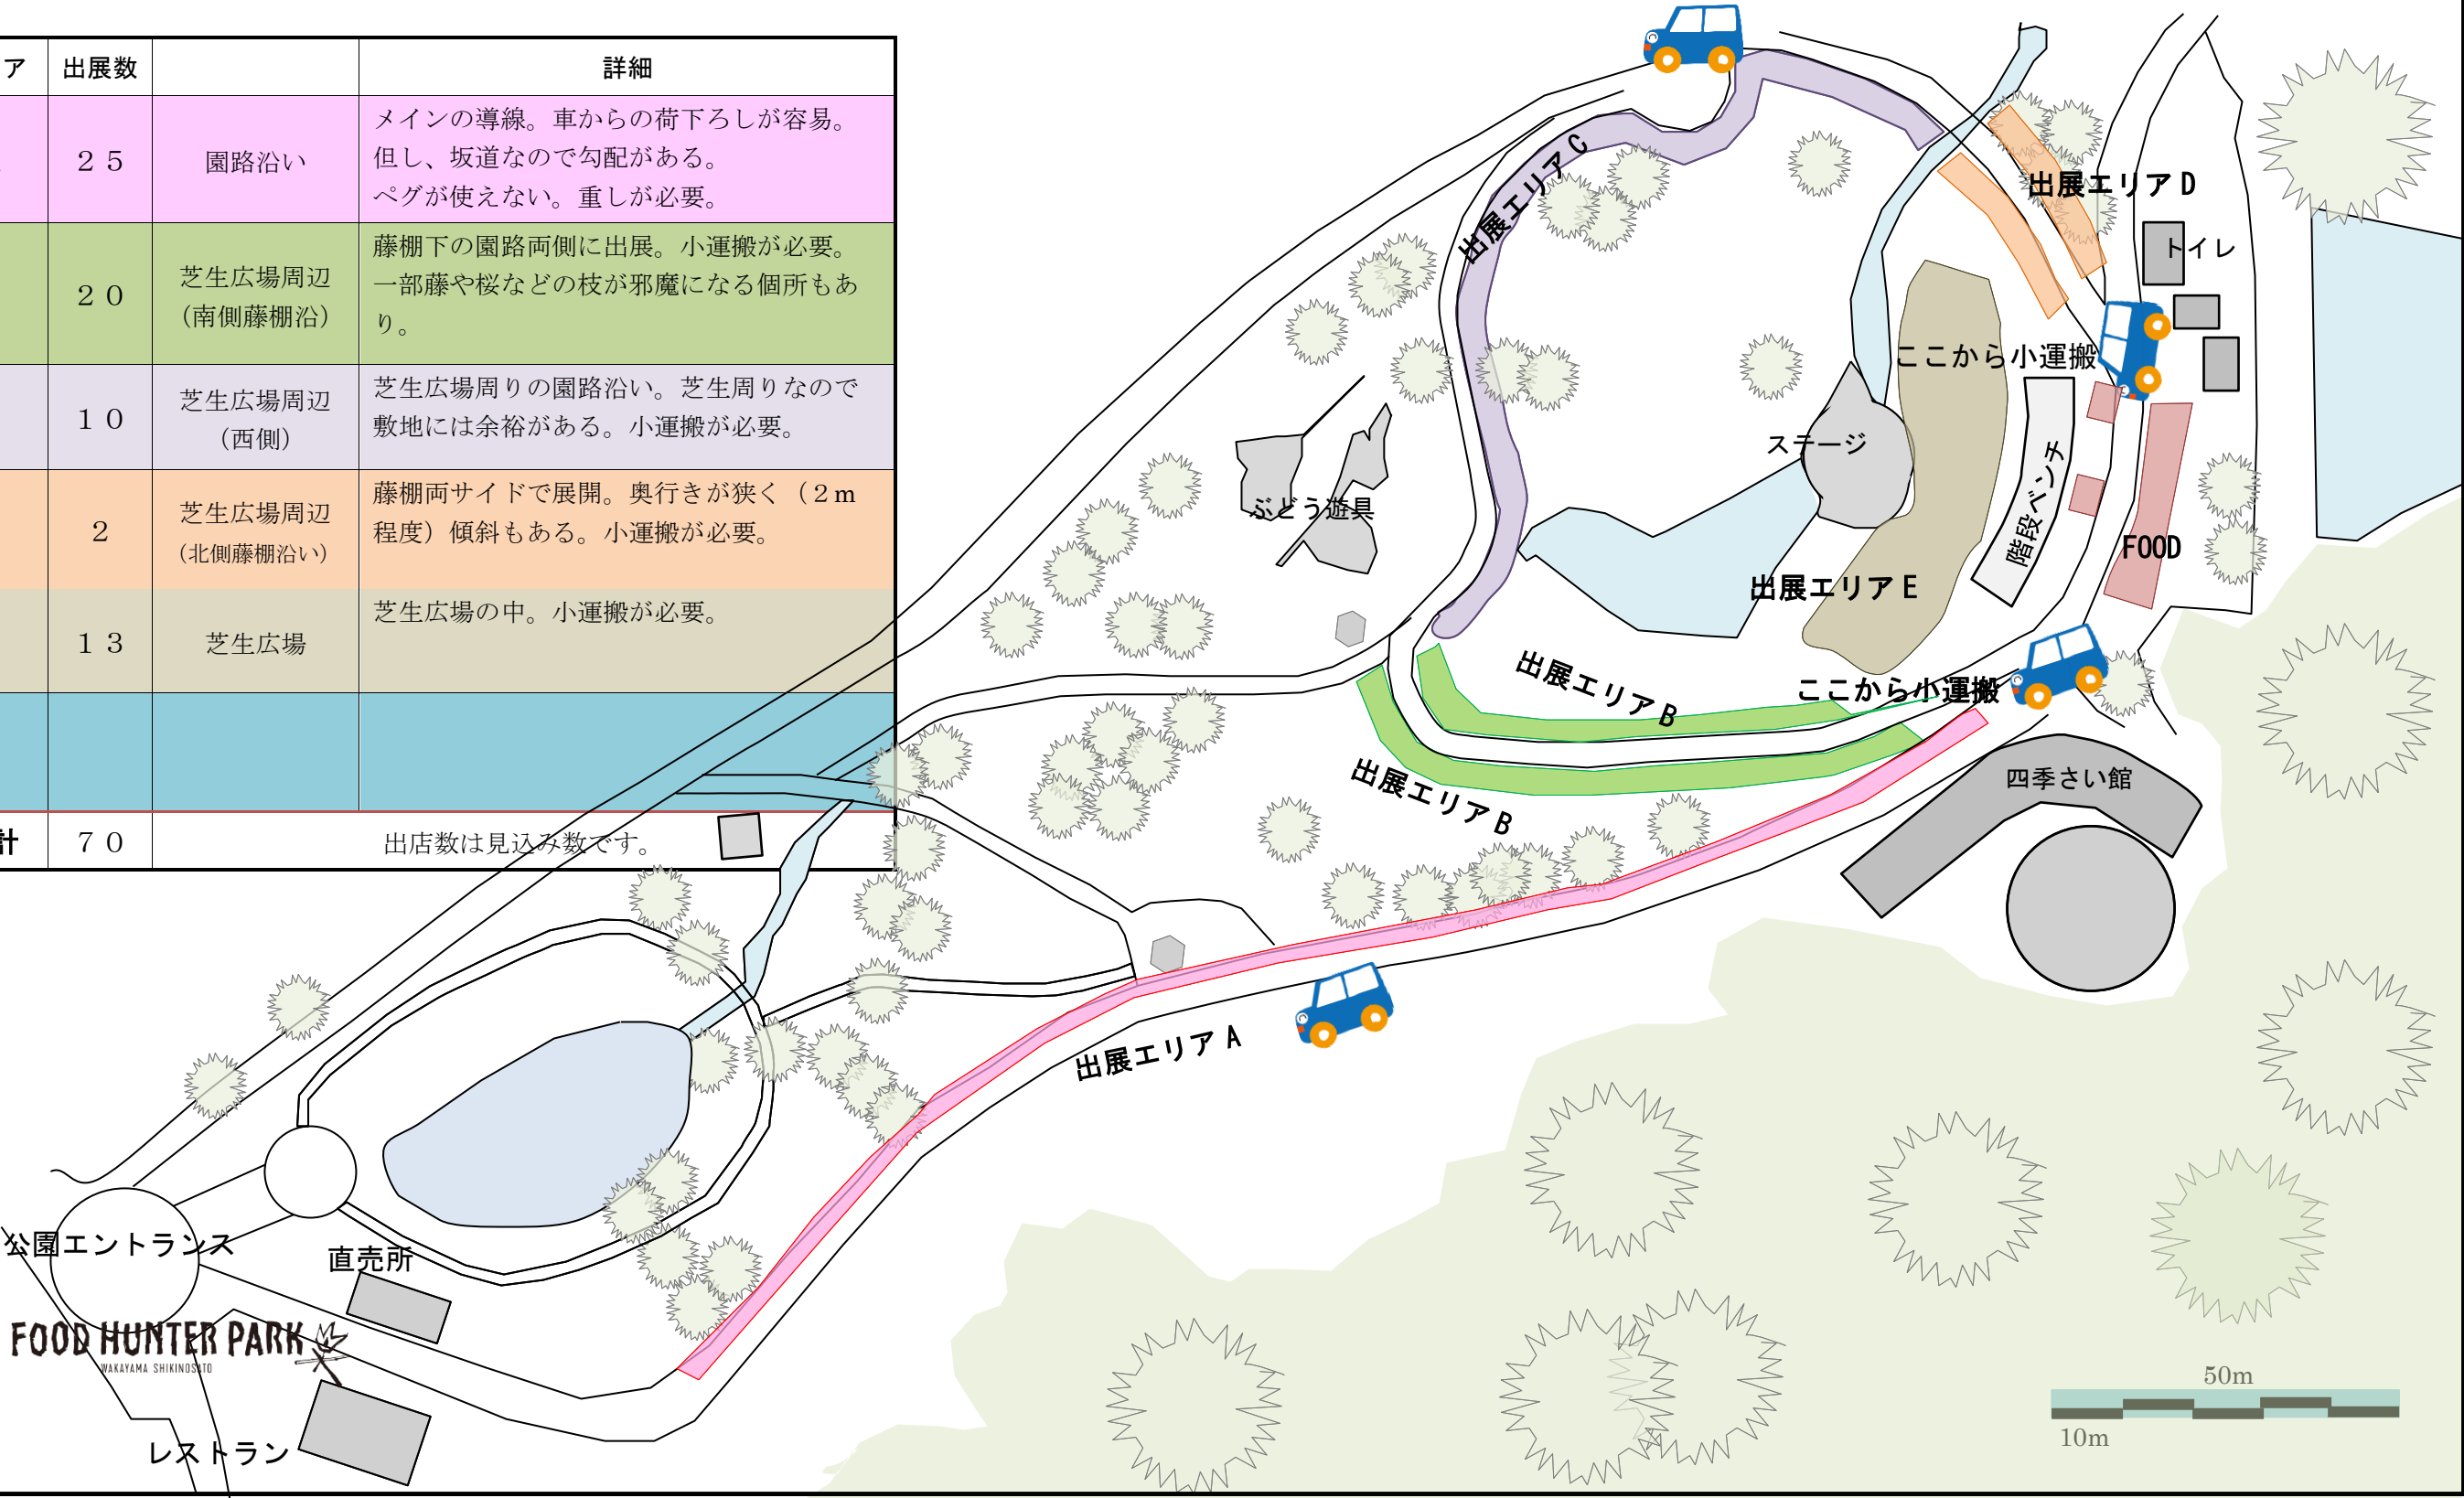 ア 出展数 詳細
２５ 園路沿い
メインの導線。車からの荷下ろしが容易。
但し、坂道なので勾配がある。
ペグが使えない。重しが必要。
２０ 芝生広場周辺
（南側藤棚沿）
藤棚下の園路両側に出展。小運搬が必要。
一部藤や桜などの枝が邪魔になる個所もあ
り。
１０ 芝生広場周辺
（西側）
芝生広場周りの園路沿い。芝生周りなので
敷地には余裕がある。小運搬が必要。
２ 芝生広場周辺
（北側藤棚沿い）
藤棚両サイドで展開。奥行きが狭く（２ｍ
程度）傾斜もある。小運搬が必要。
１３ 芝生広場
芝生広場の中。小運搬が必要。
計 ７０ 出店数は見込み数です。
出展エリアＣ
出展エリアＤ
トイレ
ここから小運搬
ステージ
ぶどう遊具
階段ベンチ
FOOD
出展エリアＥ
出展エリアＢ
ここから小運搬
出展エリアＢ
四季さい館
出展エリアＡ
公園エントランス
直売所
FOOD HUNTER PARK
WAKAYAMA SHIKINOSATO
レストラン
50m
10m